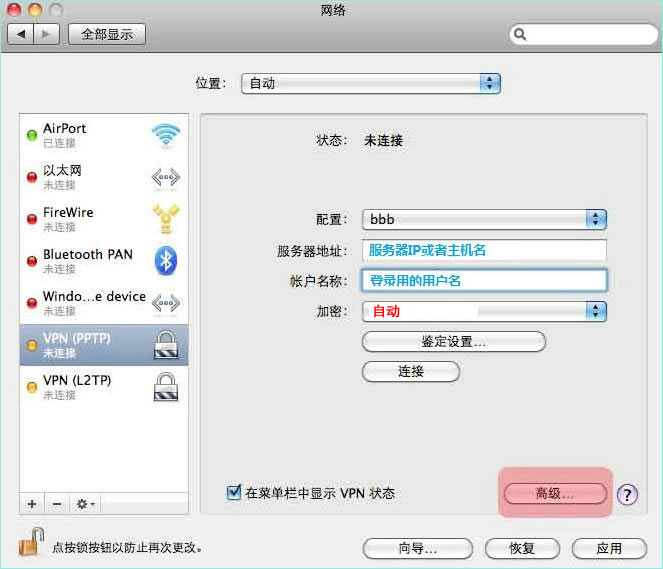 网络
全部显示
位置：
自动
AirPort
已连接
以太网
未连接
FireWire
未连接
Bluetooth PAN
未连接
Windo...e device
未连接
VPN (PPTP)
未连接
VPN (L2TP)
未连接
状态：
未连接
配置：
bbb
服务器地址：
服务器IP或者主机名
帐户名称：
登录用的用户名
加密：
自动
鉴定设置...
连接
在菜单栏中显示 VPN 状态
高级...
?
点按锁按钮以防止再次更改。
向导...
恢复
应用